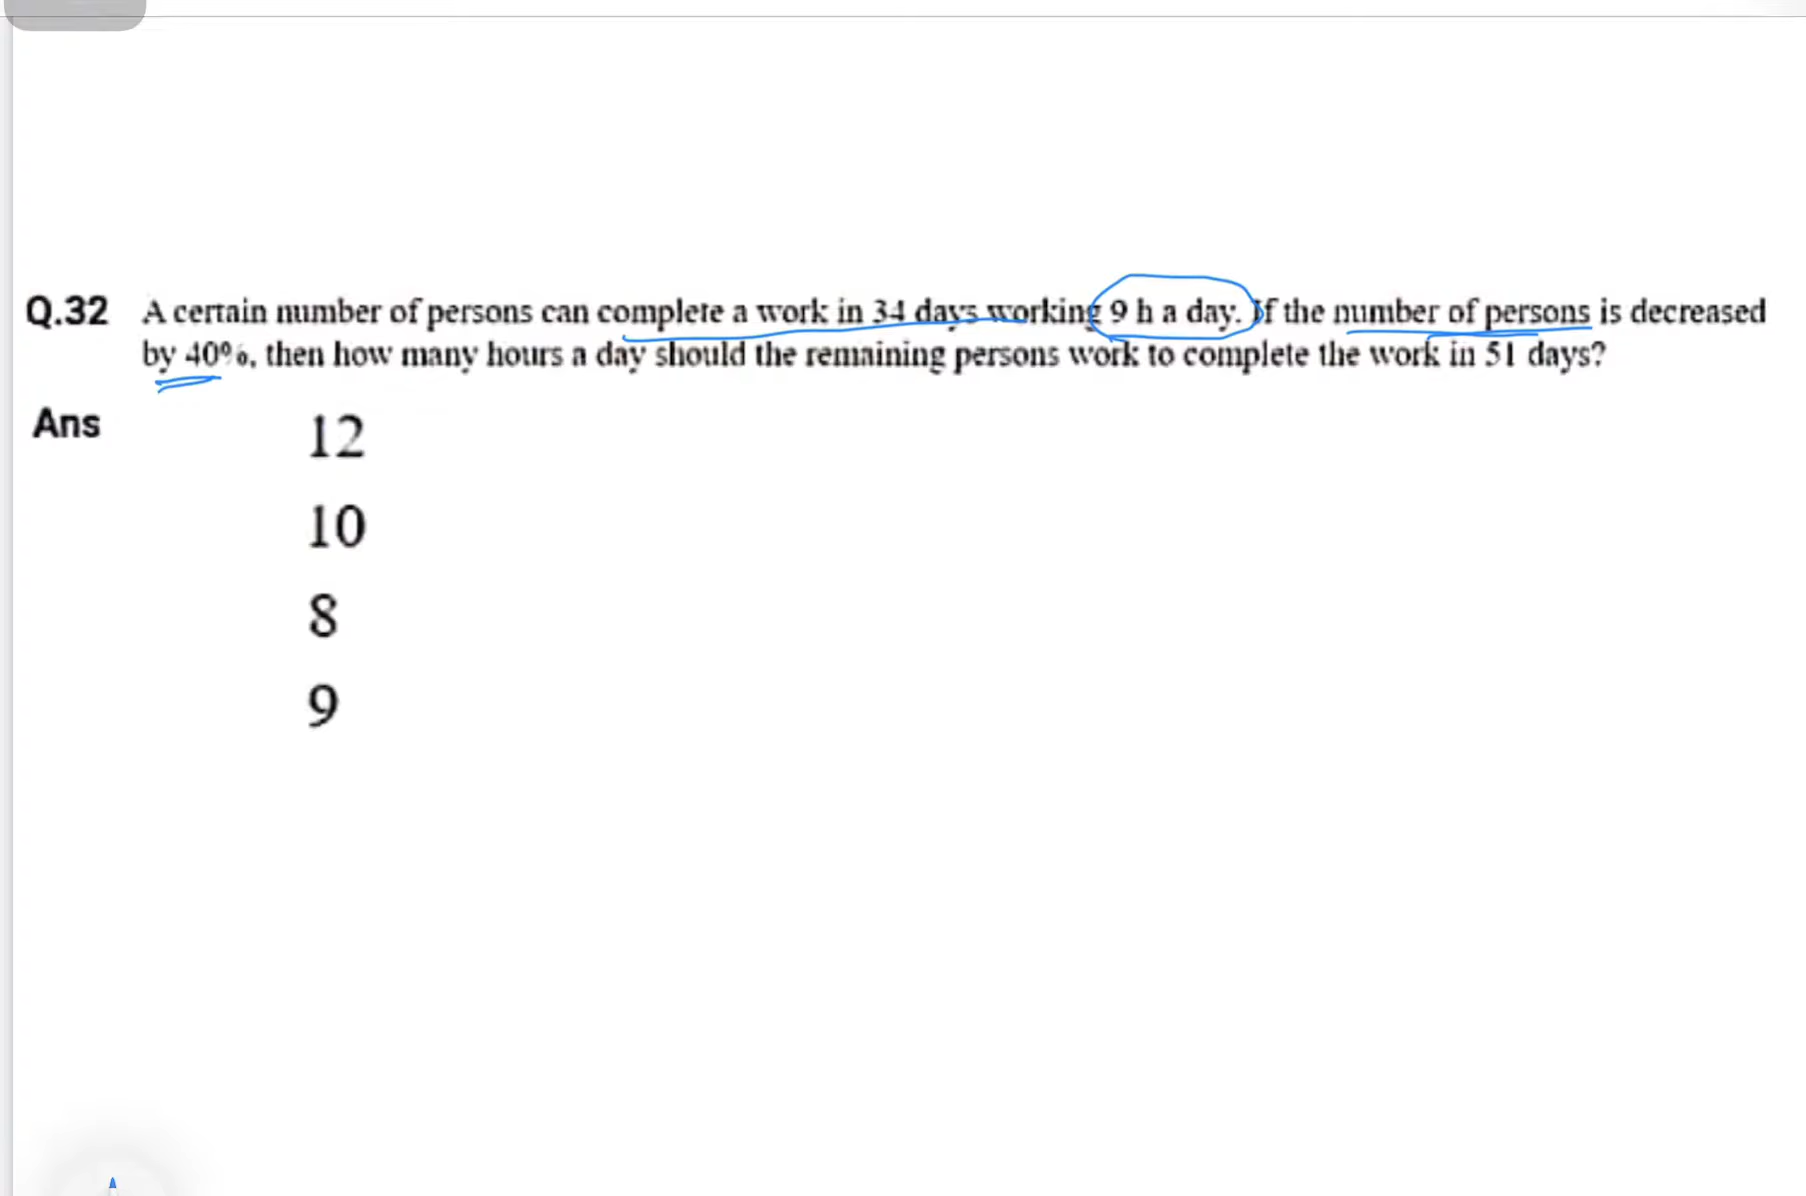 Q.32 A certain number of persons can complete a work in 34 days working 9 h a day. If the number of persons is decreased
by 40%, then how many hours a day should the remaining persons work to complete the work in 51 days?
Ans
12
10
8
9